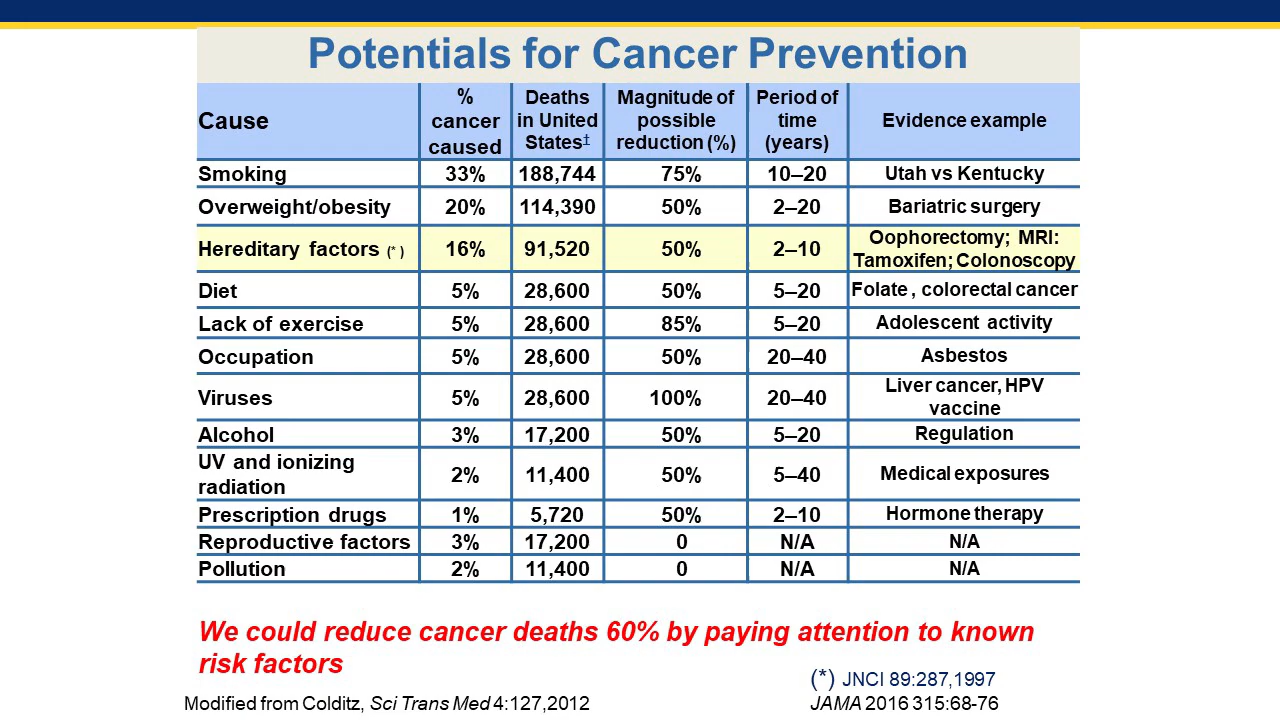 Potentials for Cancer Prevention
Cause | % cancer caused | Deaths in United States‡ | Magnitude of possible reduction (%) | Period of time (years) | Evidence example
Smoking | 33% | 188,744 | 75% | 10–20 | Utah vs Kentucky
Overweight/obesity | 20% | 114,390 | 50% | 2–20 | Bariatric surgery
Hereditary factors (*) | 16% | 91,520 | 50% | 2–10 | Oophorectomy; MRI: Tamoxifen; Colonoscopy
Diet | 5% | 28,600 | 50% | 5–20 | Folate , colorectal cancer
Lack of exercise | 5% | 28,600 | 85% | 5–20 | Adolescent activity
Occupation | 5% | 28,600 | 50% | 20–40 | Asbestos
Viruses | 5% | 28,600 | 100% | 20–40 | Liver cancer, HPV vaccine
Alcohol | 3% | 17,200 | 50% | 5–20 | Regulation
UV and ionizing radiation | 2% | 11,400 | 50% | 5–40 | Medical exposures
Prescription drugs | 1% | 5,720 | 50% | 2–10 | Hormone therapy
Reproductive factors | 3% | 17,200 | 0 | N/A | N/A
Pollution | 2% | 11,400 | 0 | N/A | N/A
We could reduce cancer deaths 60% by paying attention to known
risk factors
(*) JNCI 89:287,1997
Modified from Colditz, Sci Trans Med 4:127,2012
JAMA 2016 315:68-76